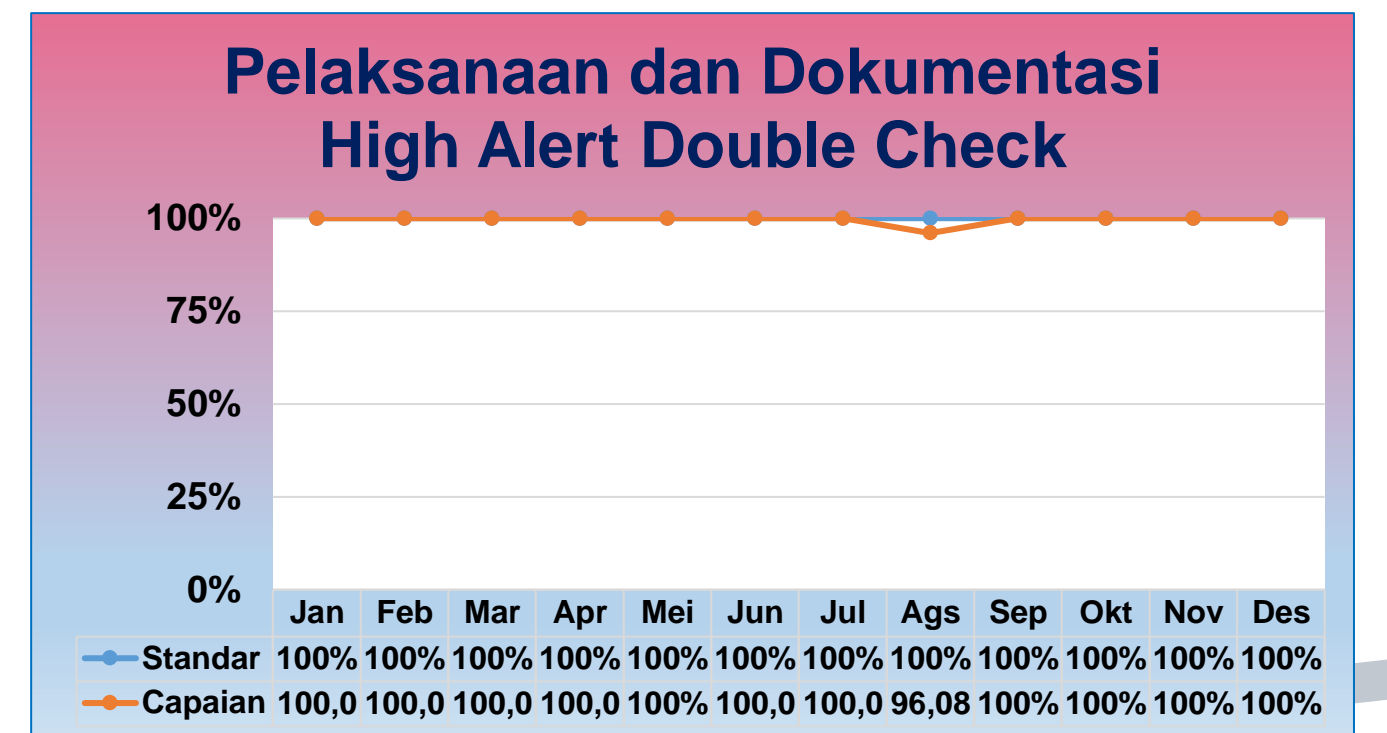 Pelaksanaan dan Dokumentasi
High Alert Double Check
100%
75%
50%
25%
0%
Jan Feb Mar Apr Mei Jun Jul Ags Sep Okt Nov Des
Standar 100% 100% 100% 100% 100% 100% 100% 100% 100% 100% 100% 100%
Capaian 100,0 100,0 100,0 100,0 100% 100,0 100,0 96,08 100% 100% 100% 100%